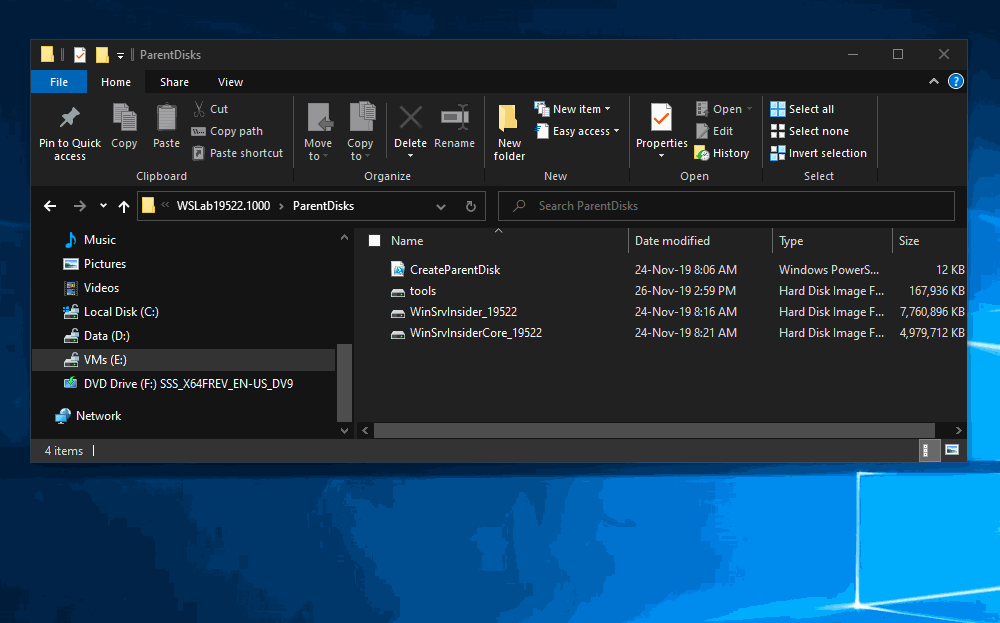 ParentDisks
File Home Share View
Pin to Quick access
Copy
Paste
Cut
Copy path
Paste shortcut
Clipboard
Move to
Copy to
Delete
Rename
Organize
New folder
New item
Easy access
New
Properties
Open
Edit
History
Open
Select all
Select none
Invert selection
Select
« WSLab19522.1000 › ParentDisks
Search ParentDisks
Music
Pictures
Videos
Local Disk (C:)
Data (D:)
VMs (E:)
DVD Drive (F:) SSS_X64FREV_EN-US_DV9
Network
Name Date modified Type Size
CreateParentDisk 24-Nov-19 8:06 AM Windows PowerS... 12 KB
tools 26-Nov-19 2:59 PM Hard Disk Image F... 167,936 KB
WinSrvInsider_19522 24-Nov-19 8:16 AM Hard Disk Image F... 7,760,896 KB
WinSrvInsiderCore_19522 24-Nov-19 8:21 AM Hard Disk Image F... 4,979,712 KB
4 items